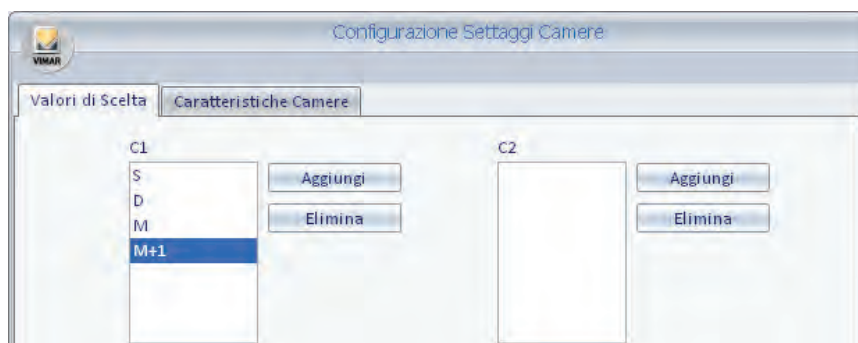 Configurazione Settaggi Camere
VIMAR
Valori di Scelta
Caratteristiche Camere
C1
S
D
M
M+1
Aggiungi
Elimina
C2
Aggiungi
Elimina